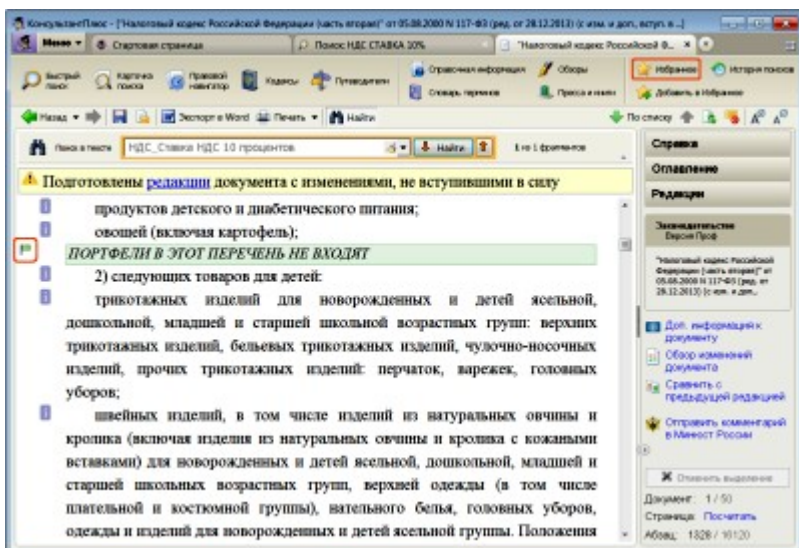 КонсультантПлюс - ["Налоговый кодекс Российской Федерации (часть вторая)" от 05.08.2000 N 117-ФЗ (ред. от 28.12.2013) (с изм. и доп., вступ. в ...]
Меню Стартовая страница Поиск: НДС СТАВКА 10% "Налоговый кодекс Российской Ф...
Быстрый поиск Карточка поиска Правовой навигатор Кодексы Путеводители Справочная информация Обзоры Избранное История поисков
Словарь терминов Пресса и книги Добавить в Избранное
Назад Экспорт в Word Печать Найти По списку
Поиск в тексте НДС_Ставка НДС 10 процентов Найти 1 из 1 фрагментов
Подготовлены редакции документа с изменениями, не вступившими в силу
продуктов детского и диабетического питания;
овощей (включая картофель);
ПОРТФЕЛИ В ЭТОТ ПЕРЕЧЕНЬ НЕ ВХОДЯТ
2) следующих товаров для детей:
трикотажных изделий для новорожденных и детей ясельной,
дошкольной, младшей и старшей школьной возрастных групп: верхних
трикотажных изделий, бельевых трикотажных изделий, чулочно-носочных
изделий, прочих трикотажных изделий: перчаток, варежек, головных
уборов;
швейных изделий, в том числе изделий из натуральных овчины и
кролика (включая изделия из натуральных овчины и кролика с кожаными
вставками) для новорожденных и детей ясельной, дошкольной, младшей и
старшей школьных возрастных групп, верхней одежды (в том числе
плательной и костюмной группы), нательного белья, головных уборов,
одежды и изделий для новорожденных и детей ясельной группы. Положения
Справка
Оглавление
Редакции
Законодательство
Версия Проф
"Налоговый кодекс Российской
Федерации (часть вторая)" от
05.08.2000 N 117-ФЗ (ред. от
28.12.2013) (с изм. и доп...
Доп. информация к
документу
Обзор изменений
документа
Сравнить с
предыдущей редакцией
Отправить комментарий
в Минюст России
Отменить выделение
Документ: 1 / 50
Страница: Посчитать
Абзац: 1328 / 16120